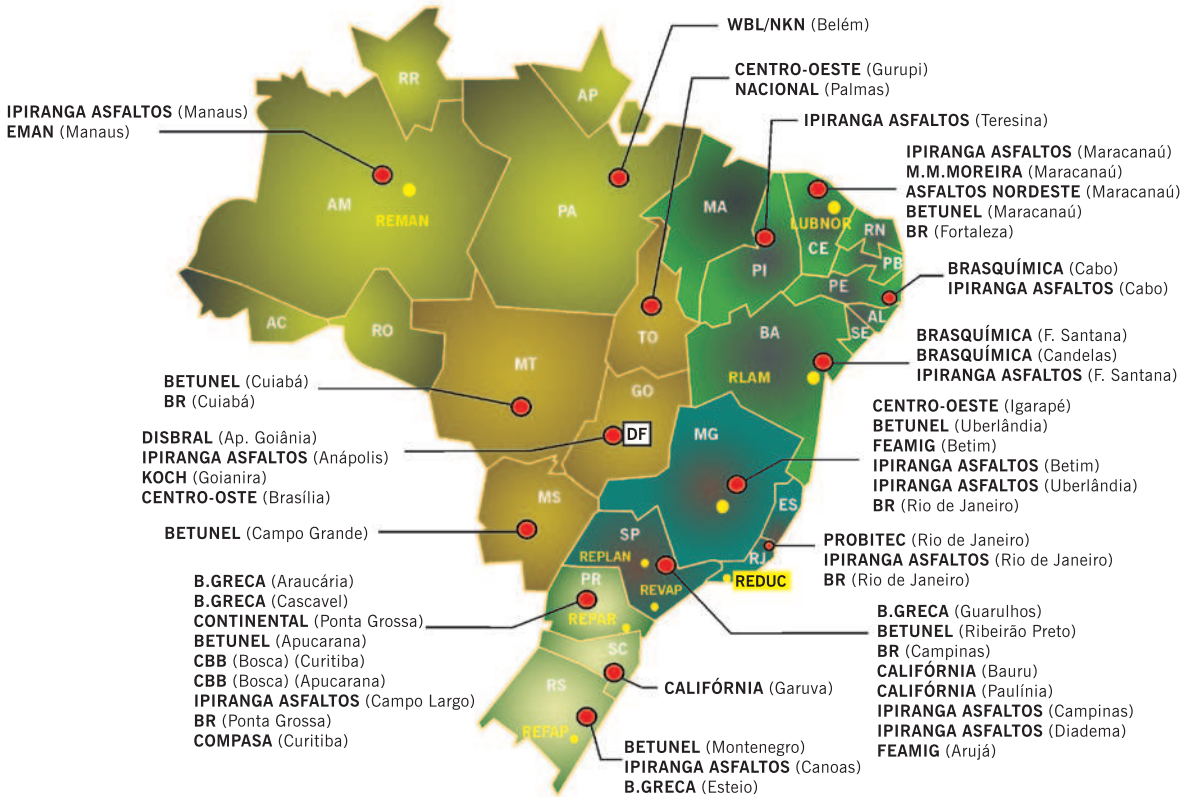 WBL/NKN (Belém)
CENTRO-OESTE (Gurupi)
NACIONAL (Palmas)
IPIRANGA ASFALTOS (Manaus)
EMAN (Manaus)
IPIRANGA ASFALTOS (Teresina)
IPIRANGA ASFALTOS (Maracanaú)
M.M.MOREIRA (Maracanaú)
ASFALTOS NORDESTE (Maracanaú)
BETUNEL (Maracanaú)
BR (Fortaleza)
BRASQUÍMICA (Cabo)
IPIRANGA ASFALTOS (Cabo)
BRASQUÍMICA (F. Santana)
BRASQUÍMICA (Candelas)
IPIRANGA ASFALTOS (F. Santana)
BETUNEL (Cuiabá)
BR (Cuiabá)
DISBRAL (Ap. Goiânia)
IPIRANGA ASFALTOS (Anápolis)
KOCH (Goianira)
CENTRO-OSTE (Brasília)
CENTRO-OESTE (Igarapé)
BETUNEL (Uberlândia)
FEAMIG (Betim)
IPIRANGA ASFALTOS (Betim)
IPIRANGA ASFALTOS (Uberlândia)
BR (Rio de Janeiro)
BETUNEL (Campo Grande)
PROBITEC (Rio de Janeiro)
IPIRANGA ASFALTOS (Rio de Janeiro)
BR (Rio de Janeiro)
B.GRECA (Araucária)
B.GRECA (Cascavel)
CONTINENTAL (Ponta Grossa)
BETUNEL (Apucarana)
CBB (Bosca) (Curitiba)
CBB (Bosca) (Apucarana)
IPIRANGA ASFALTOS (Campo Largo)
BR (Ponta Grossa)
COMPASA (Curitiba)
B.GRECA (Guarulhos)
BETUNEL (Ribeirão Preto)
BR (Campinas)
CALIFÓRNIA (Bauru)
CALIFÓRNIA (Paulínia)
IPIRANGA ASFALTOS (Campinas)
IPIRANGA ASFALTOS (Diadema)
FEAMIG (Arujá)
CALIFÓRNIA (Garuva)
BETUNEL (Montenegro)
IPIRANGA ASFALTOS (Canoas)
B.GRECA (Esteio)
RR
AP
AM
REMAN
PA
MA
LUBNOR
CE
RN
PB
PI
PE
AL
SE
AC
RO
TO
BA
MT
GO
RLAM
DF
MG
MS
ES
SP
REPLAN
RJ
REVAP
REDUC
PR
REPAR
SC
RS
REFAP